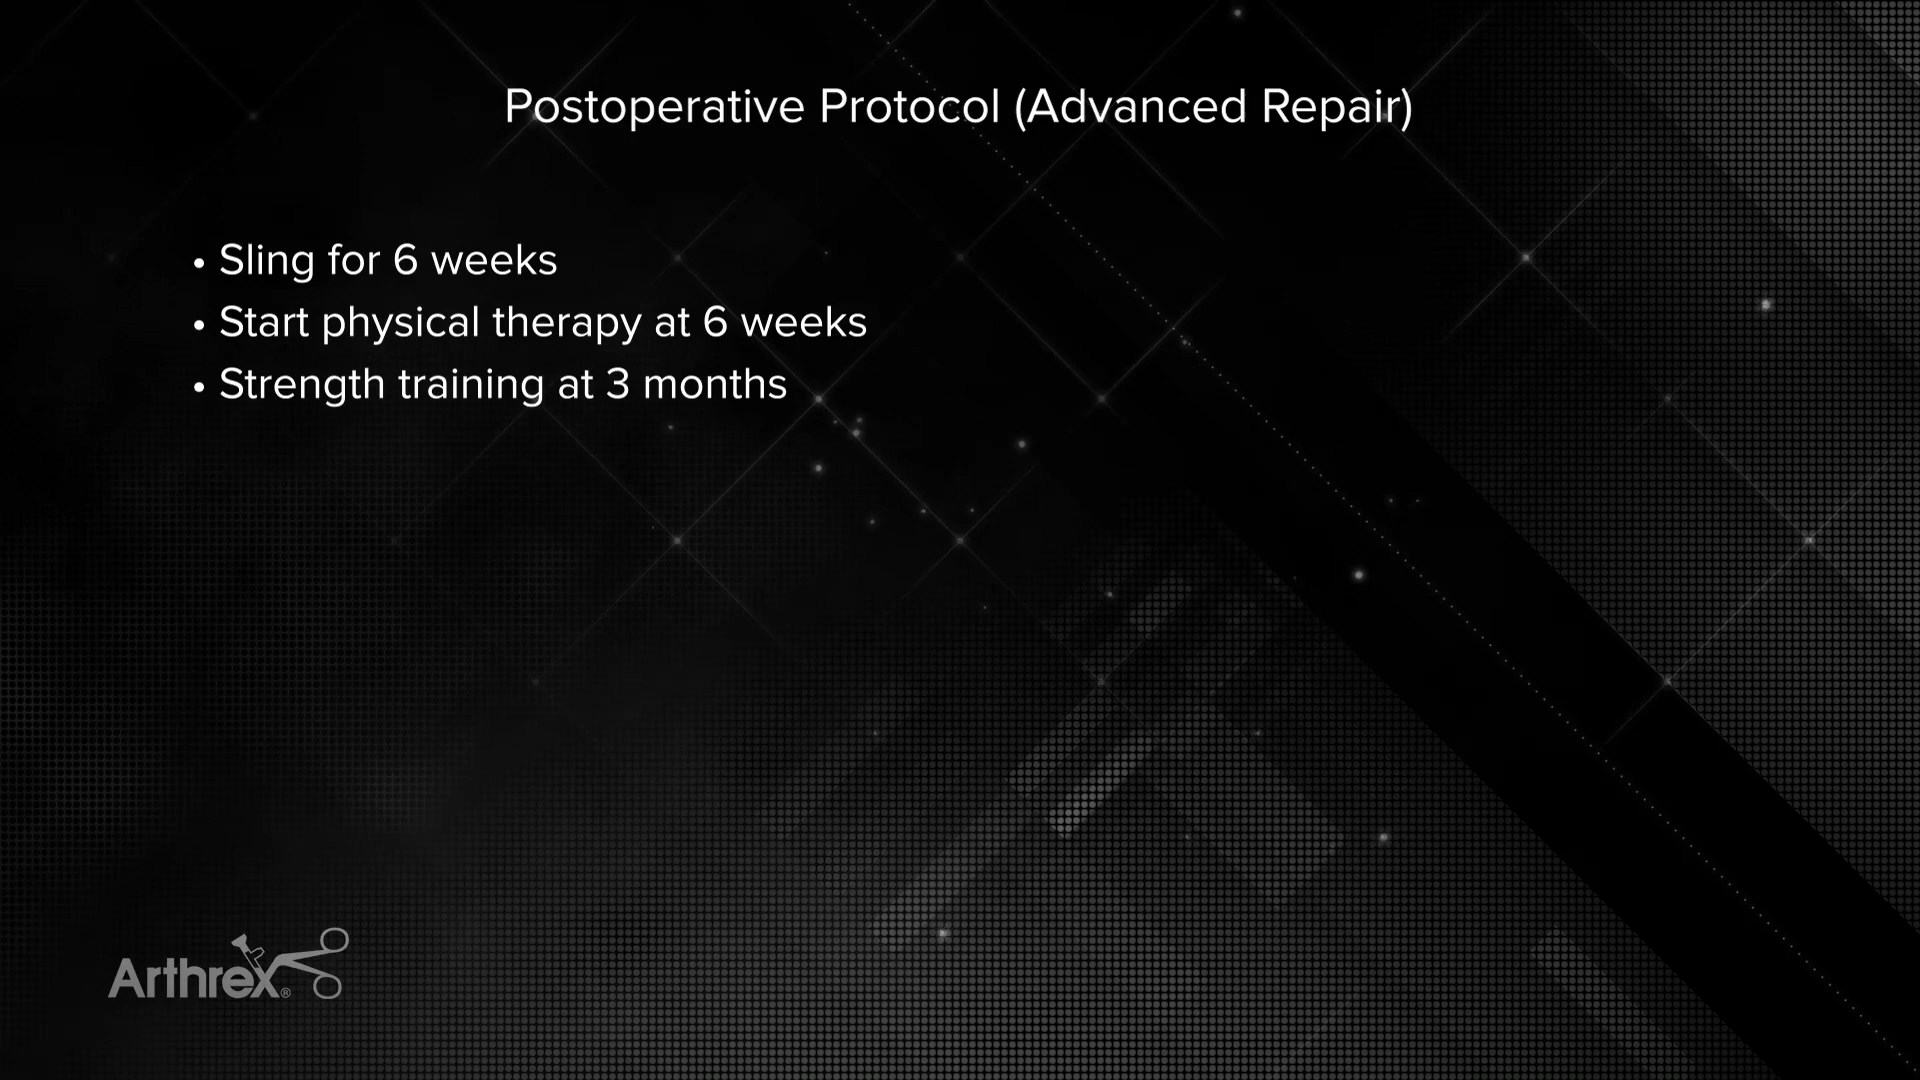 Postoperative Protocol (Advanced Repair)
• Sling for 6 weeks
• Start physical therapy at 6 weeks
• Strength training at 3 months
Arthrex®